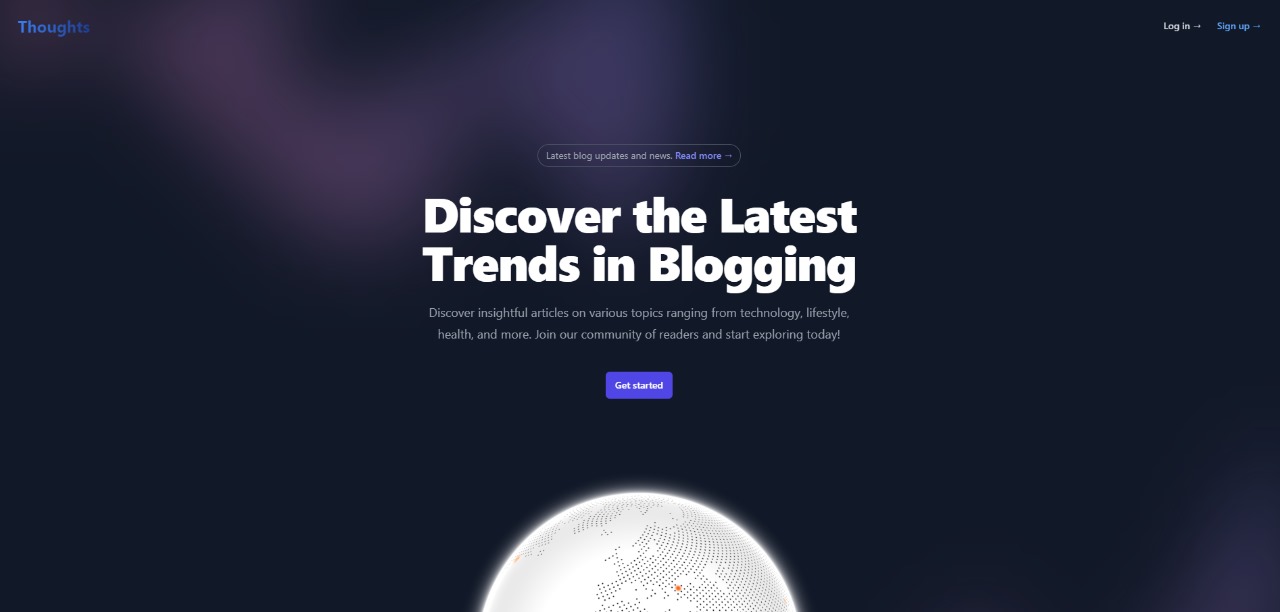 Thoughts
Log in →
Sign up →
Latest blog updates and news. Read more →
Discover the Latest
Trends in Blogging
Discover insightful articles on various topics ranging from technology, lifestyle,
health, and more. Join our community of readers and start exploring today!
Get started